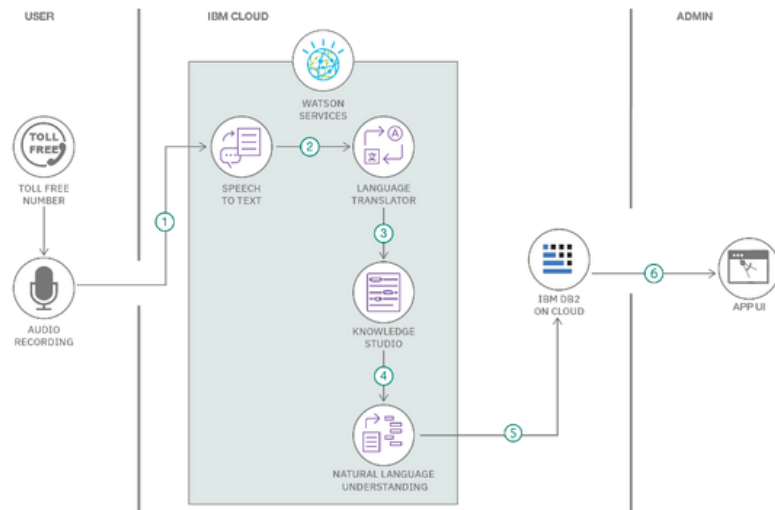 USER
IBM CLOUD
ADMIN
WATSON
SERVICES
TOLL
FREE
TOLL FREE
NUMBER
1
SPEECH
TO TEXT
2
A
文
LANGUAGE
TRANSLATOR
3
AUDIO
RECORDING
KNOWLEDGE
STUDIO
4
NATURAL LANGUAGE
UNDERSTANDING
5
IBM DB2
ON CLOUD
6
APP UI